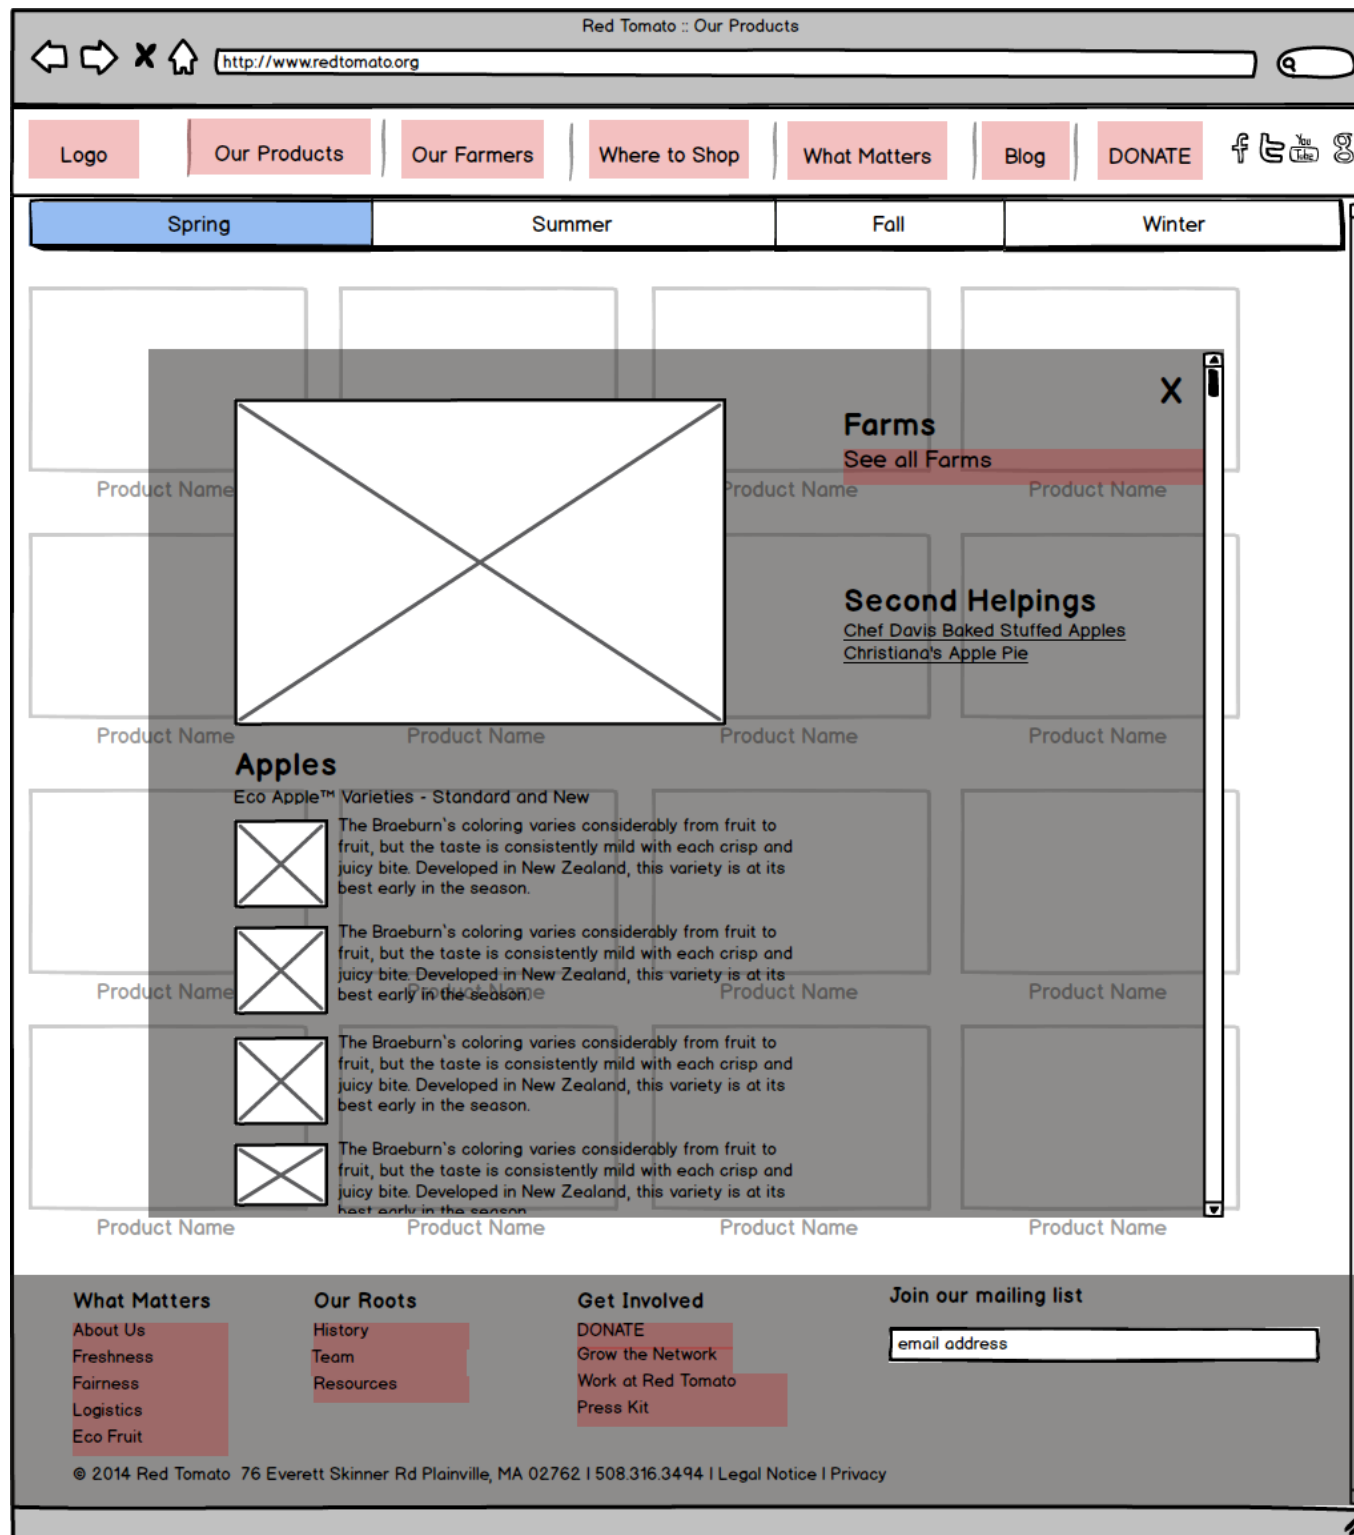 Red Tomato :: Our Products
http://www.redtomato.org
Logo
Our Products
Our Farmers
Where to Shop
What Matters
Blog
DONATE
You
Tube
Spring
Summer
Fall
Winter
X
Farms
See all Farms
Product Name
Product Name
Product Name
Second Helpings
Chef Davis Baked Stuffed Apples
Christiana's Apple Pie
Product Name
Product Name
Product Name
Product Name
Apples
Eco Apple™ Varieties - Standard and New
The Braeburn`s coloring varies considerably from fruit to
fruit, but the taste is consistently mild with each crisp and
juicy bite. Developed in New Zealand, this variety is at its
best early in the season.
The Braeburn`s coloring varies considerably from fruit to
fruit, but the taste is consistently mild with each crisp and
juicy bite. Developed in New Zealand, this variety is at its
best early in the season.
Product Name
Product Name
Product Name
Product Name
The Braeburn`s coloring varies considerably from fruit to
fruit, but the taste is consistently mild with each crisp and
juicy bite. Developed in New Zealand, this variety is at its
best early in the season.
The Braeburn`s coloring varies considerably from fruit to
fruit, but the taste is consistently mild with each crisp and
juicy bite. Developed in New Zealand, this variety is at its
best early in the season.
Product Name
Product Name
Product Name
Product Name
What Matters
About Us
Freshness
Fairness
Logistics
Eco Fruit
Our Roots
History
Team
Resources
Get Involved
DONATE
Grow the Network
Work at Red Tomato
Press Kit
Join our mailing list
email address
© 2014 Red Tomato 76 Everett Skinner Rd Plainville, MA 02762 | 508.316.3494 | Legal Notice | Privacy